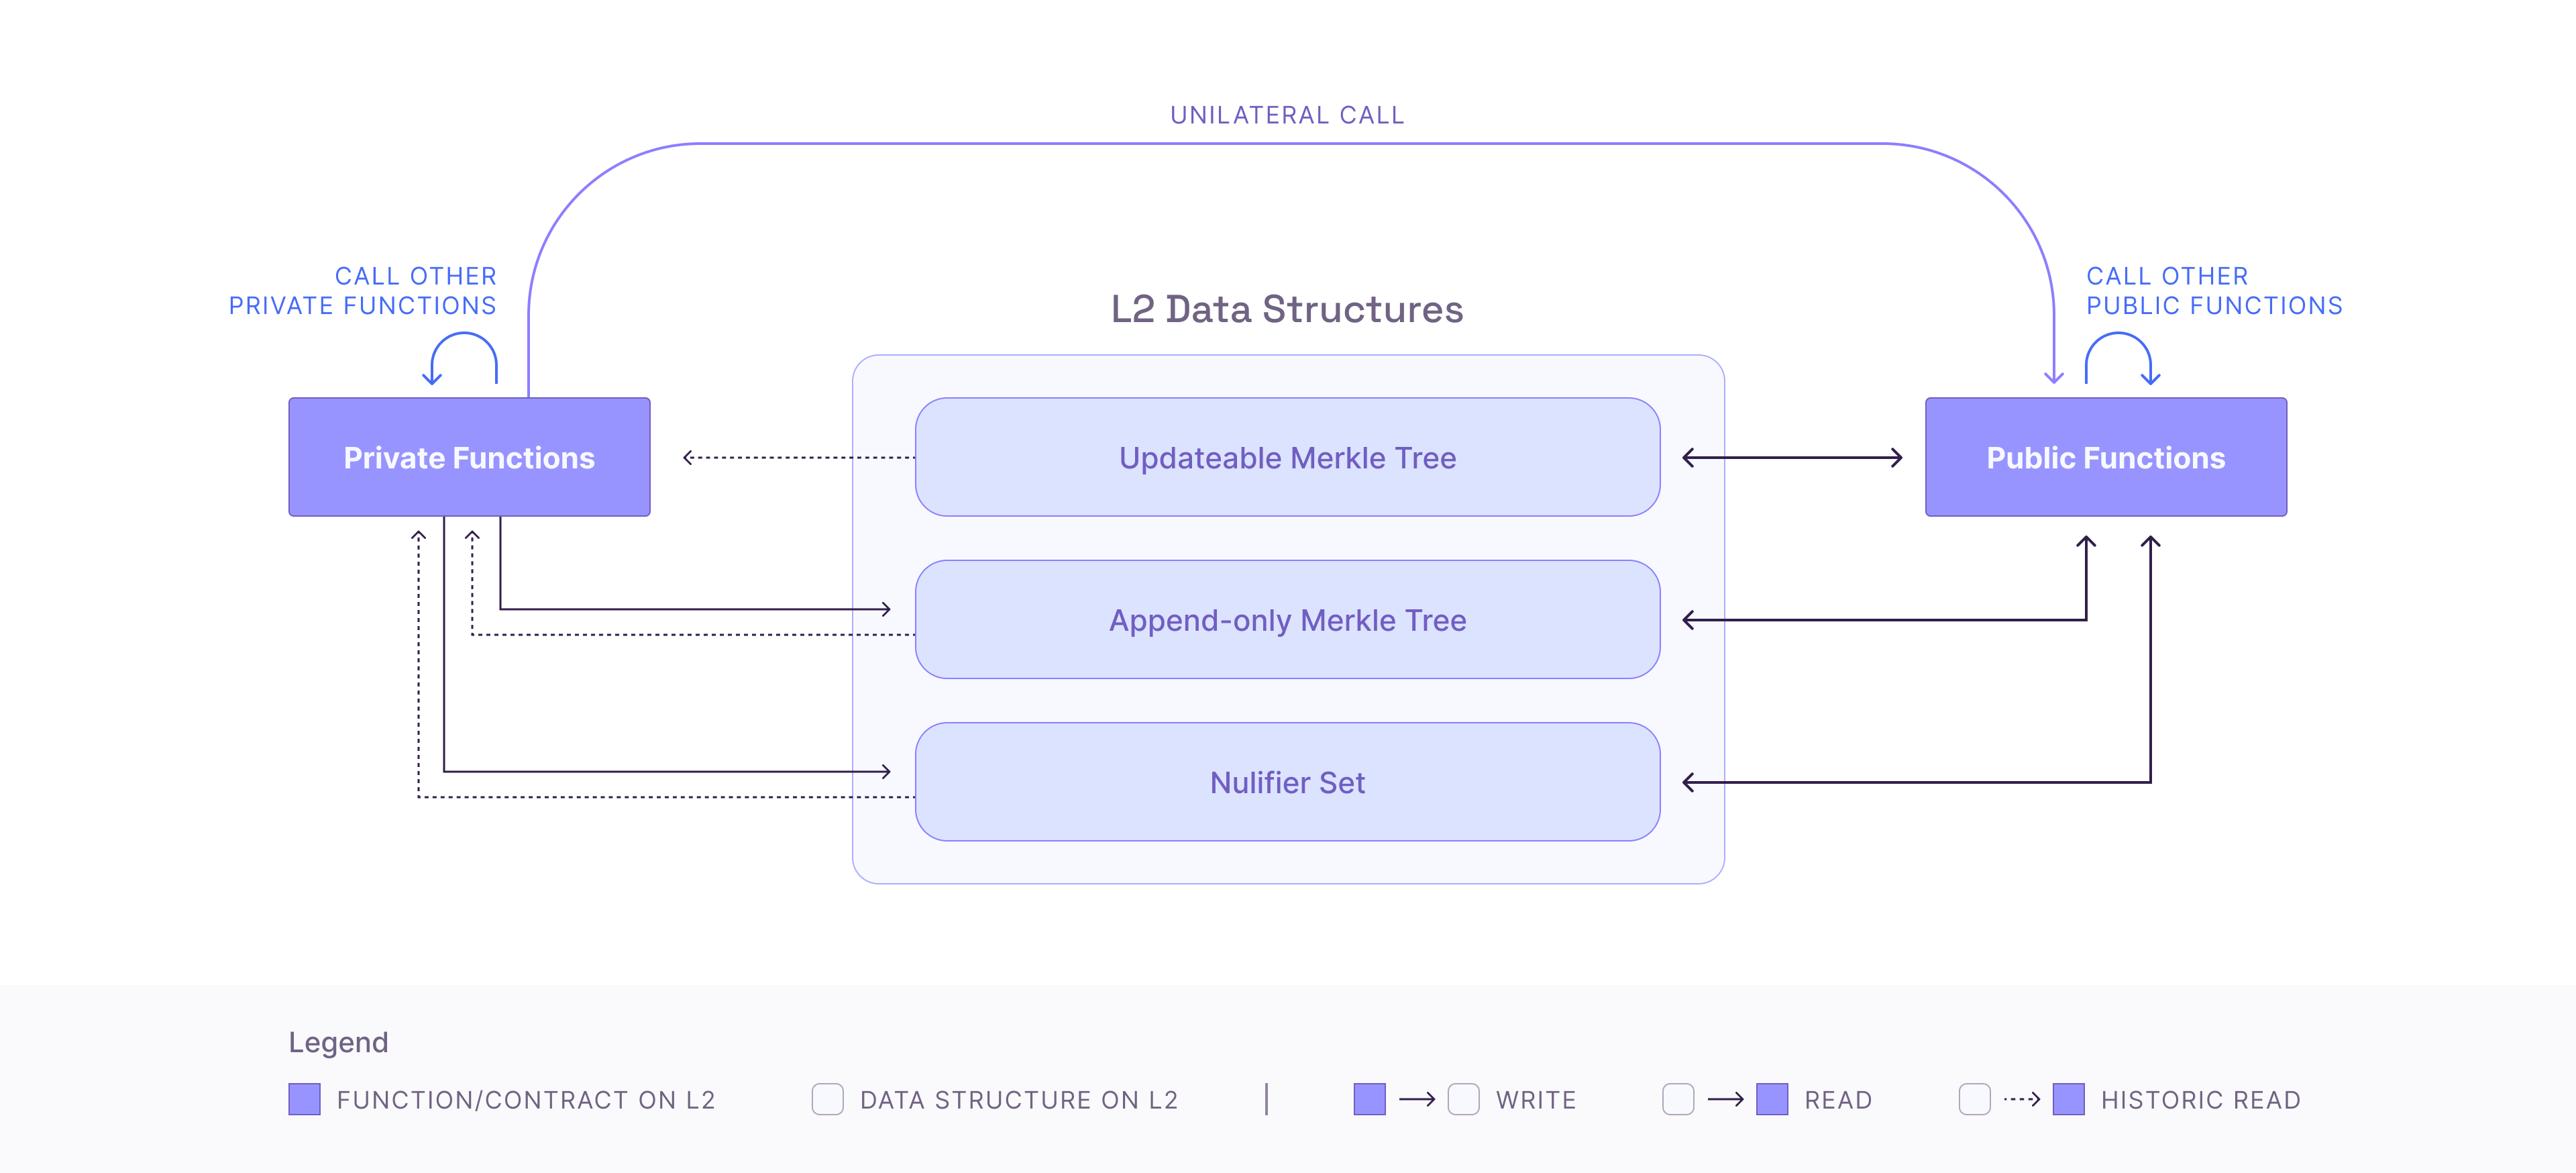 UNILATERAL CALL
CALL OTHER
PRIVATE FUNCTIONS
CALL OTHER
PUBLIC FUNCTIONS
L2 Data Structures
Private Functions
Updateable Merkle Tree
Public Functions
Append-only Merkle Tree
Nulifier Set
Legend
FUNCTION/CONTRACT ON L2
DATA STRUCTURE ON L2
WRITE
READ
HISTORIC READ